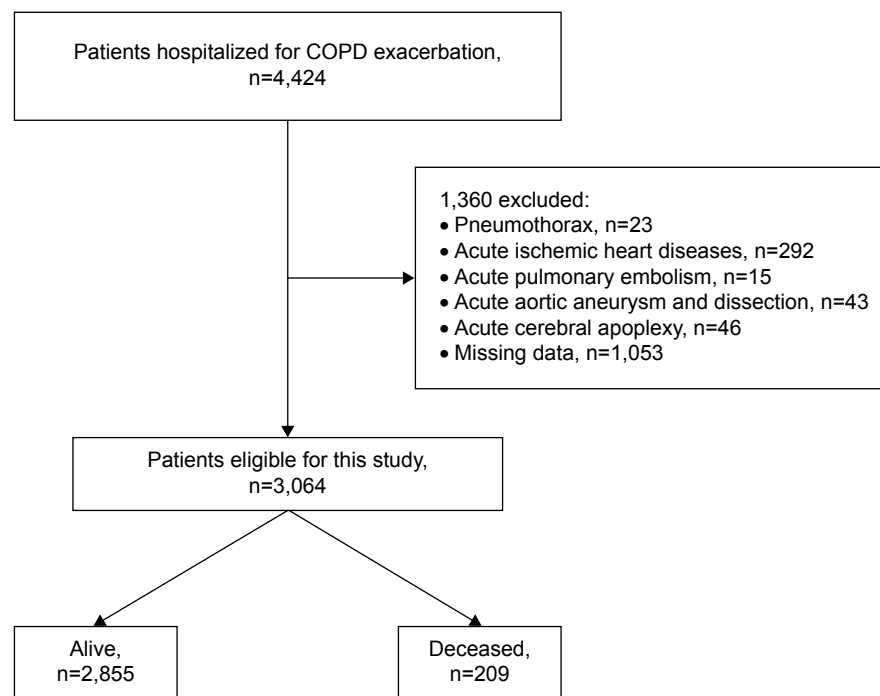 Patients hospitalized for COPD exacerbation,
n=4,424
1,360 excluded:
• Pneumothorax, n=23
• Acute ischemic heart diseases, n=292
• Acute pulmonary embolism, n=15
• Acute aortic aneurysm and dissection, n=43
• Acute cerebral apoplexy, n=46
• Missing data, n=1,053
Patients eligible for this study,
n=3,064
Alive,
n=2,855
Deceased,
n=209